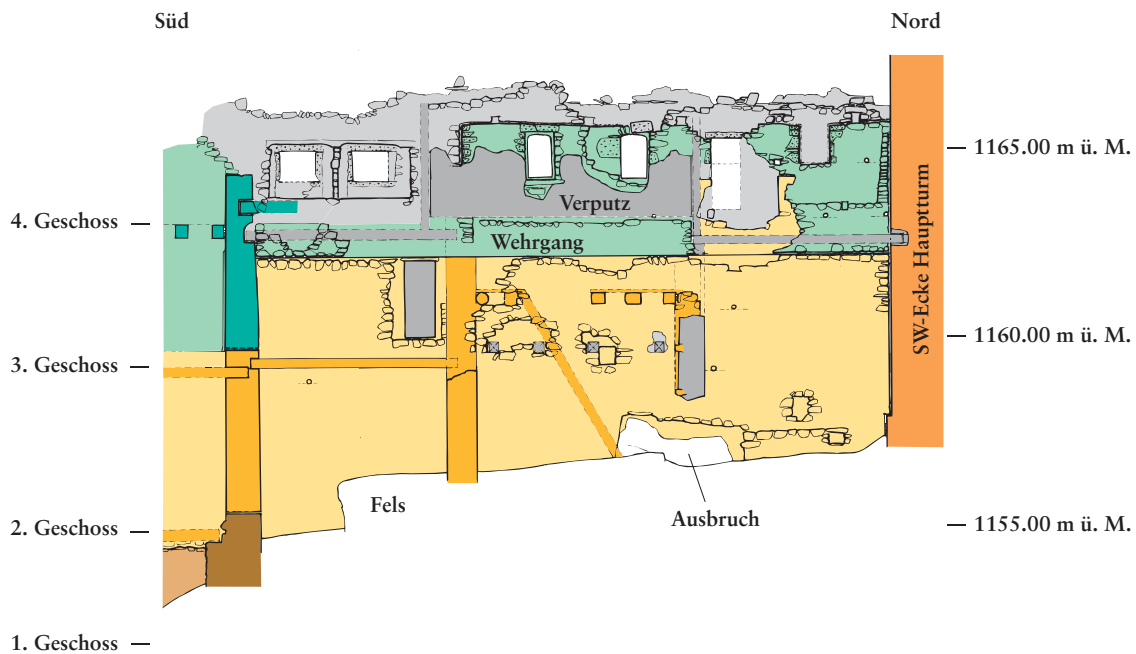 Süd
Nord
1165.00 m ü. M.
Verputz
4. Geschoss
Wehrgang
SW-Ecke Hauptturm
1160.00 m ü. M.
3. Geschoss
Fels
Ausbruch
2. Geschoss
1155.00 m ü. M.
1. Geschoss